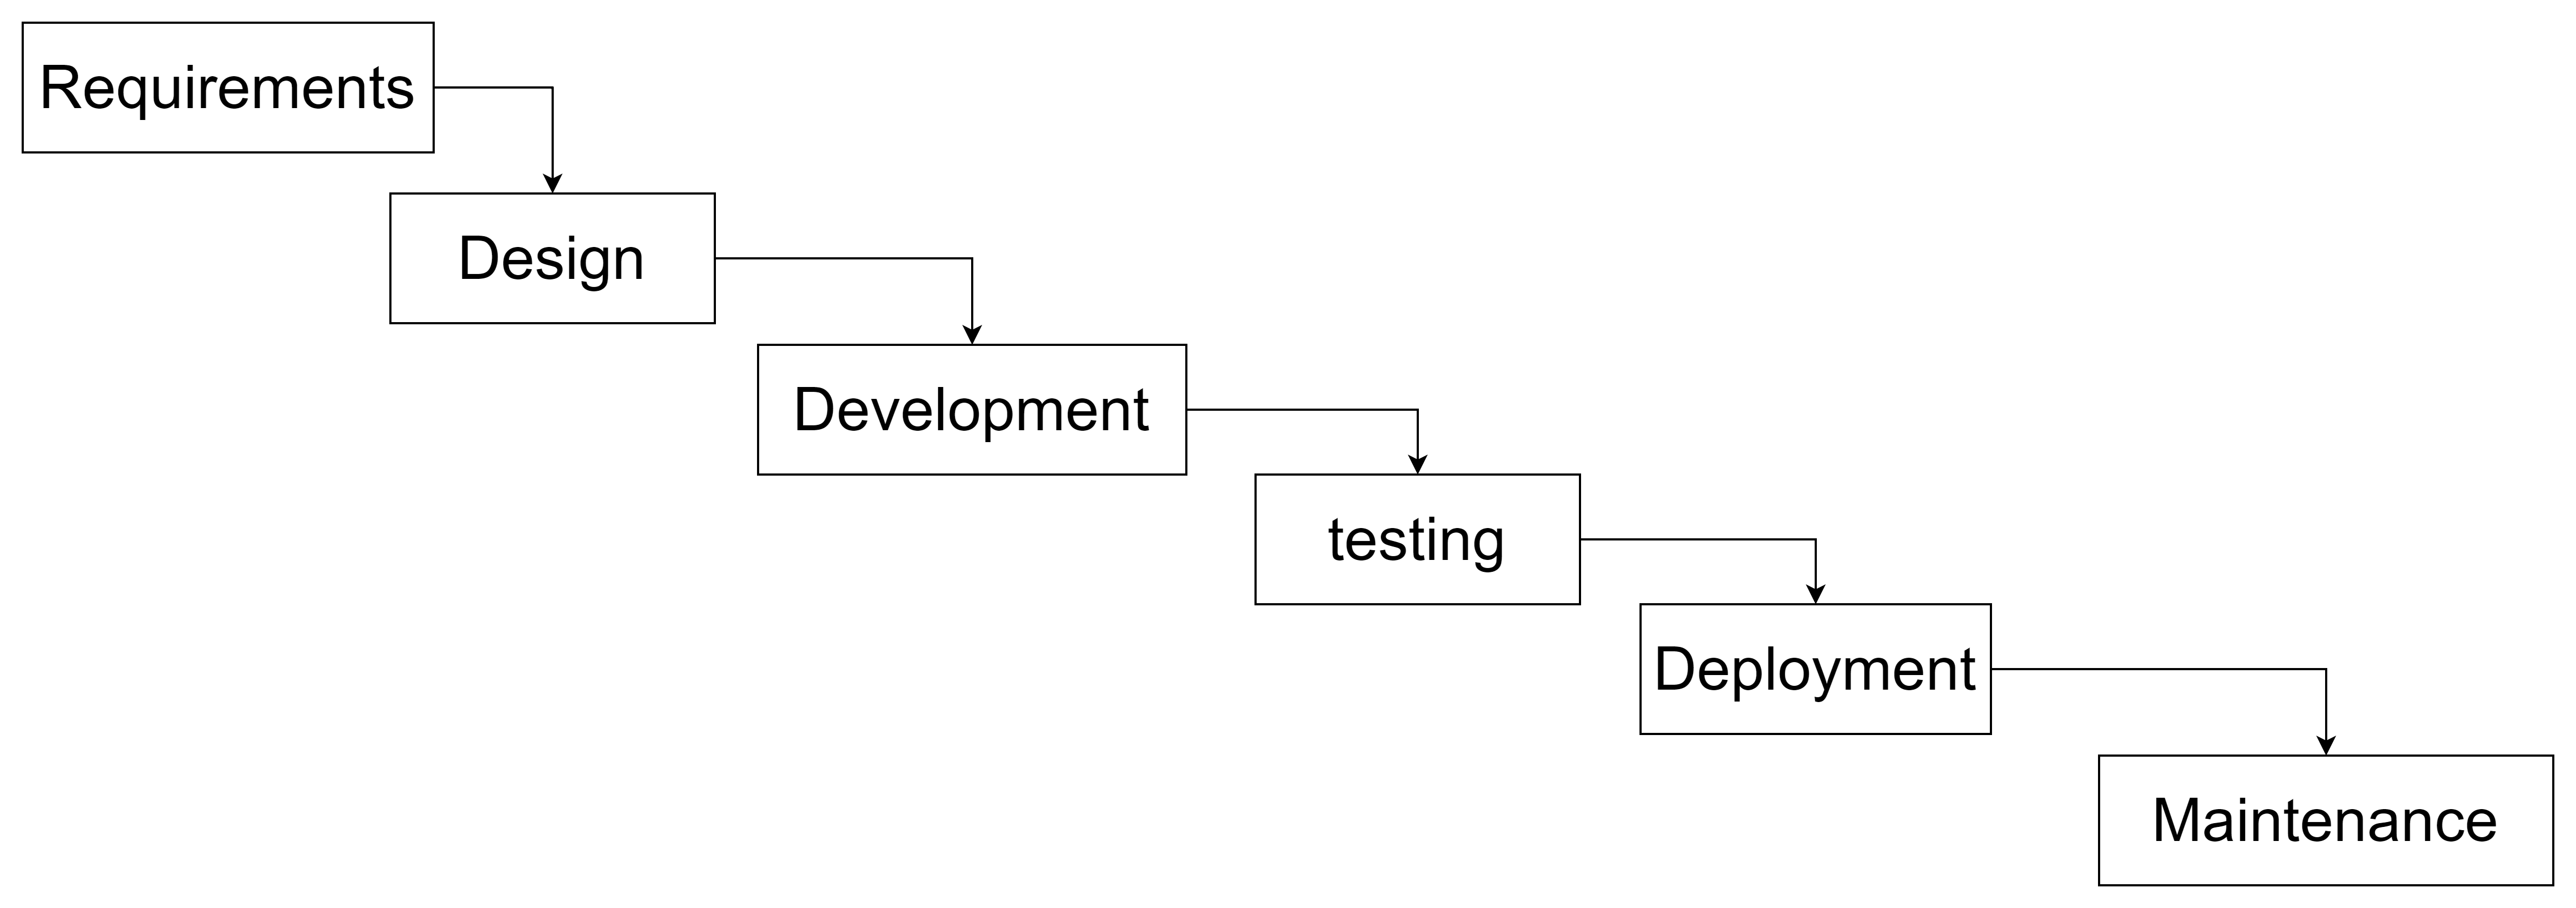 Requirements
Design
Development
testing
Deployment
Maintenance